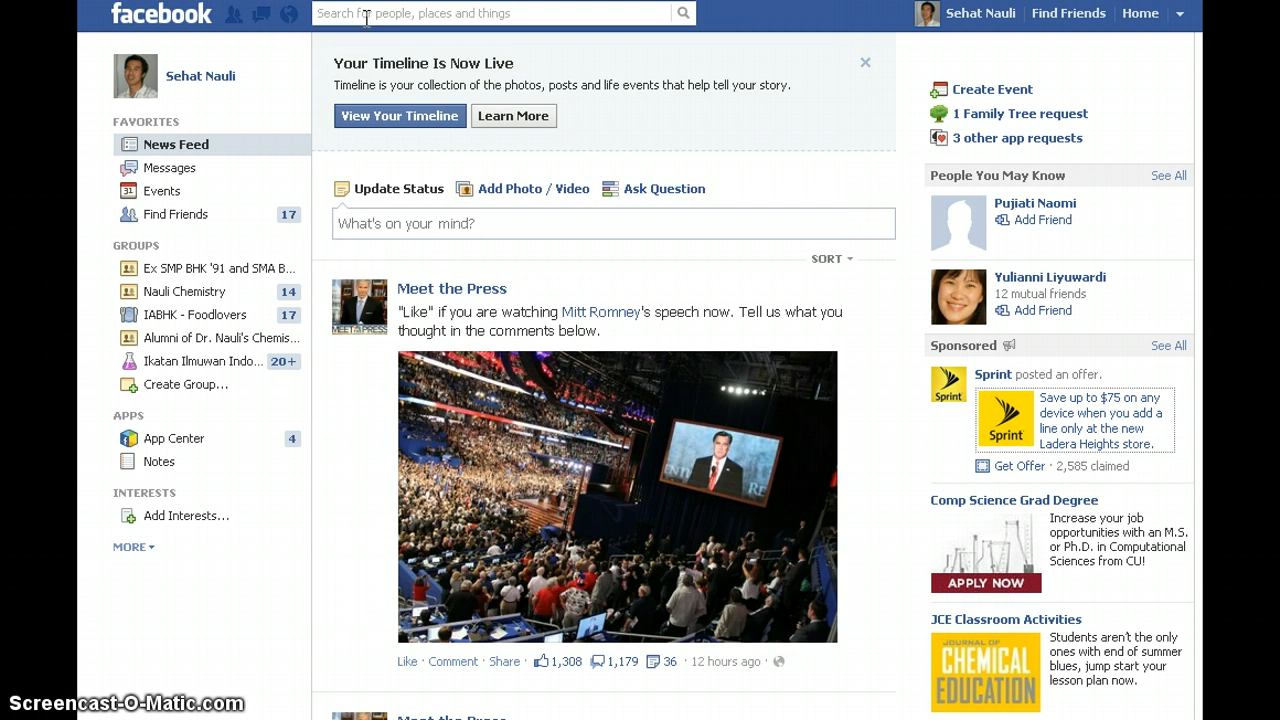 facebook
Search for people, places and things
Sehat Nauli
Find Friends
Home
Sehat Nauli
FAVORITES
News Feed
Messages
31 Events
Find Friends 17
GROUPS
Ex SMP BHK '91 and SMA B...
Nauli Chemistry 14
IABHK - Foodlovers 17
Alumni of Dr. Nauli's Chemis...
Ikatan Ilmuwan Indo... 20+
Create Group...
APPS
App Center 4
Notes
INTERESTS
Add Interests...
MORE
Your Timeline Is Now Live
Timeline is your collection of the photos, posts and life events that help tell your story.
View Your Timeline Learn More
Update Status Add Photo / Video Ask Question
What's on your mind?
SORT
MEET THE PRESS
Meet the Press
"Like" if you are watching Mitt Romney's speech now. Tell us what you
thought in the comments below.
Like · Comment · Share · 1,308 1,179 36 · 12 hours ago ·
Meet the Press
Create Event
1 Family Tree request
3 other app requests
People You May Know See All
Pujiati Naomi
Add Friend
Yulianni Liyuwardi
12 mutual friends
Add Friend
Sponsored See All
Sprint
Sprint posted an offer.
Sprint
Save up to $75 on any
device when you add a
line only at the new
Ladera Heights store.
Get Offer · 2,585 claimed
Comp Science Grad Degree
APPLY NOW
Increase your job
opportunities with an M.S.
or Ph.D. in Computational
Sciences from CU!
JCE Classroom Activities
JOURNAL OF
CHEMICAL
EDUCATION
Students aren't the only
ones with end of summer
blues, jump start your
lesson plan now.
Screencast-O-Matic.com